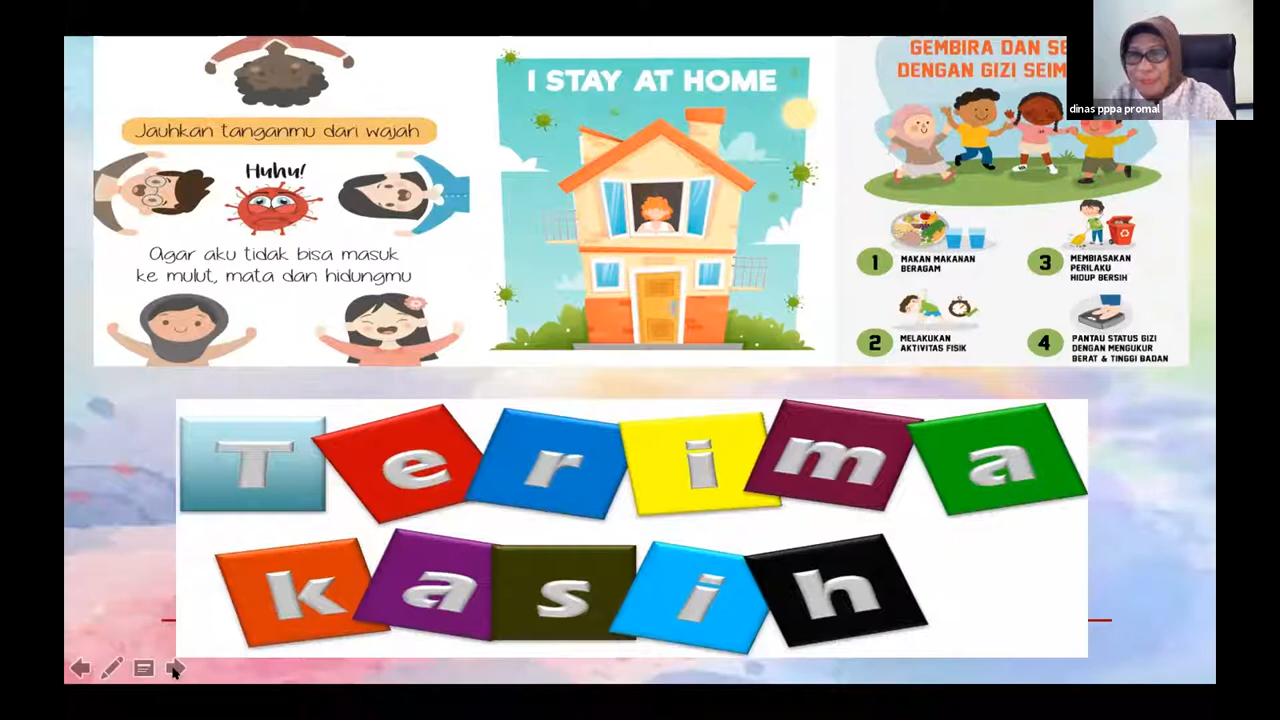 Jauhkan tanganmu dari wajah
Huhu!
Agar aku tidak bisa masuk
ke mulut, mata dan hidungmu
I STAY AT HOME
GEMBIRA DAN
DENGAN GIZI
1 MAKAN MAKANAN
BERAGAM
2 MELAKUKAN
AKTIVITAS FISIK
3 MEMBIASAKAN
PERILAKU
HIDUP BERSIH
4 PANTAU STATUS GIZI
DENGAN MENGUKUR
BERAT & TINGGI BADAN
dinas pppa promal
Terima
kasih